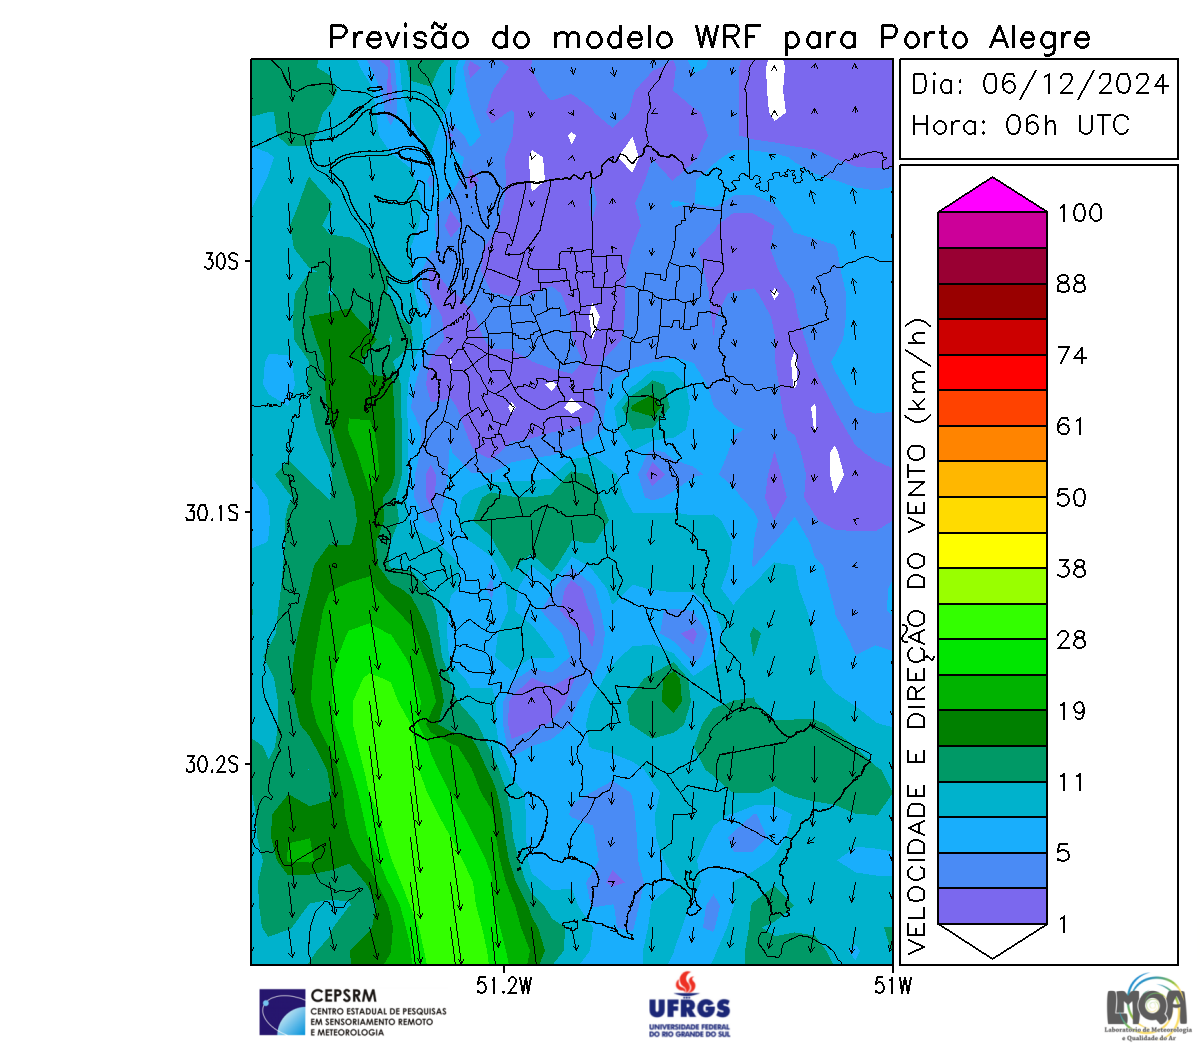 Previsão do modelo WRF para Porto Alegre
Dia: 06/12/2024
Hora: 06h UTC
100
88
74
61
50
38
28
19
11
5
1
VELOCIDADE E DIREÇÃO DO VENTO (km/h)
30S
30.1S
30.2S
51.2W
51W
CEPSRM
CENTRO ESTADUAL DE PESQUISAS
EM SENSORIAMENTO REMOTO
E METEOROLOGIA
UFRGS
UNIVERSIDADE FEDERAL
DO RIO GRANDE DO SUL
LMQA
Laboratório de Meteorologia
e Qualidade do Ar